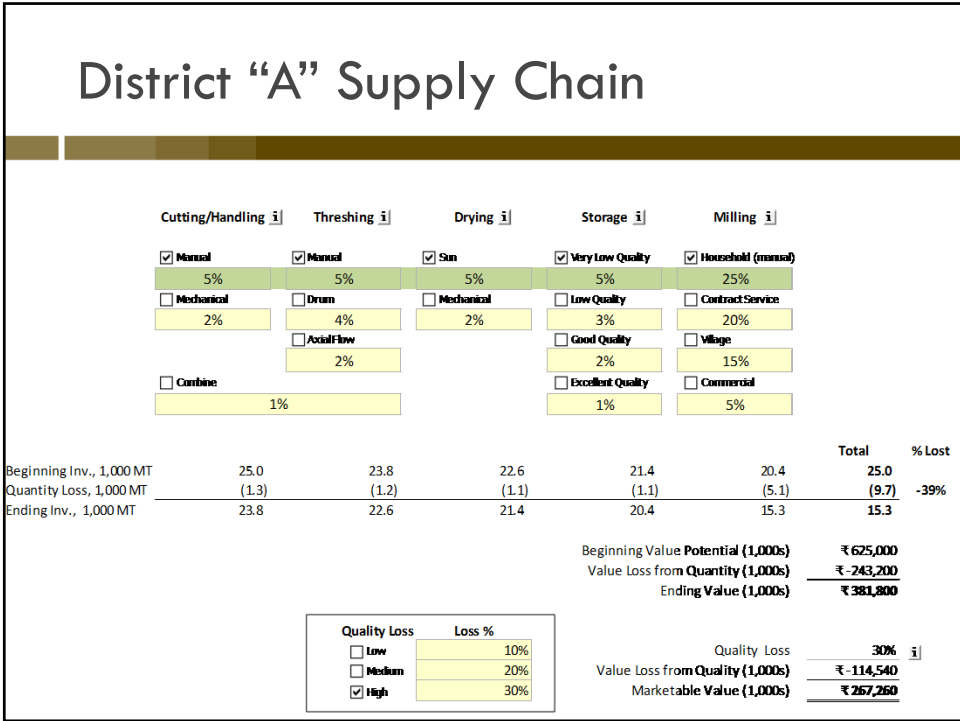 District “A” Supply Chain
Cutting/Handling i Threshing i Drying i Storage i Milling i
Manual Manual Sun Very Low Quality Household (manual)
5% 5% 5% 5% 25%
Mechanical Drum Mechanical Low Quality Contract Service
2% 4% 2% 3% 20%
Axial Flow Good Quality Village
2% 2% 15%
Combine Excellent Quality Commercial
1% 1% 5%
Total % Lost
Beginning Inv., 1,000 MT 25.0 23.8 22.6 21.4 20.4 25.0
Quantity Loss, 1,000 MT (1.3) (1.2) (1.1) (1.1) (5.1) (9.7) -39%
Ending Inv., 1,000 MT 23.8 22.6 21.4 20.4 15.3 15.3
Beginning Value Potential (1,000s) ₹ 625,000
Value Loss from Quantity (1,000s) ₹ -243,200
Ending Value (1,000s) ₹ 381,800
Quality Loss Loss %
Low 10%
Medium 20%
High 30%
Quality Loss 30% i
Value Loss from Quality (1,000s) ₹ -114,540
Marketable Value (1,000s) ₹ 267,260